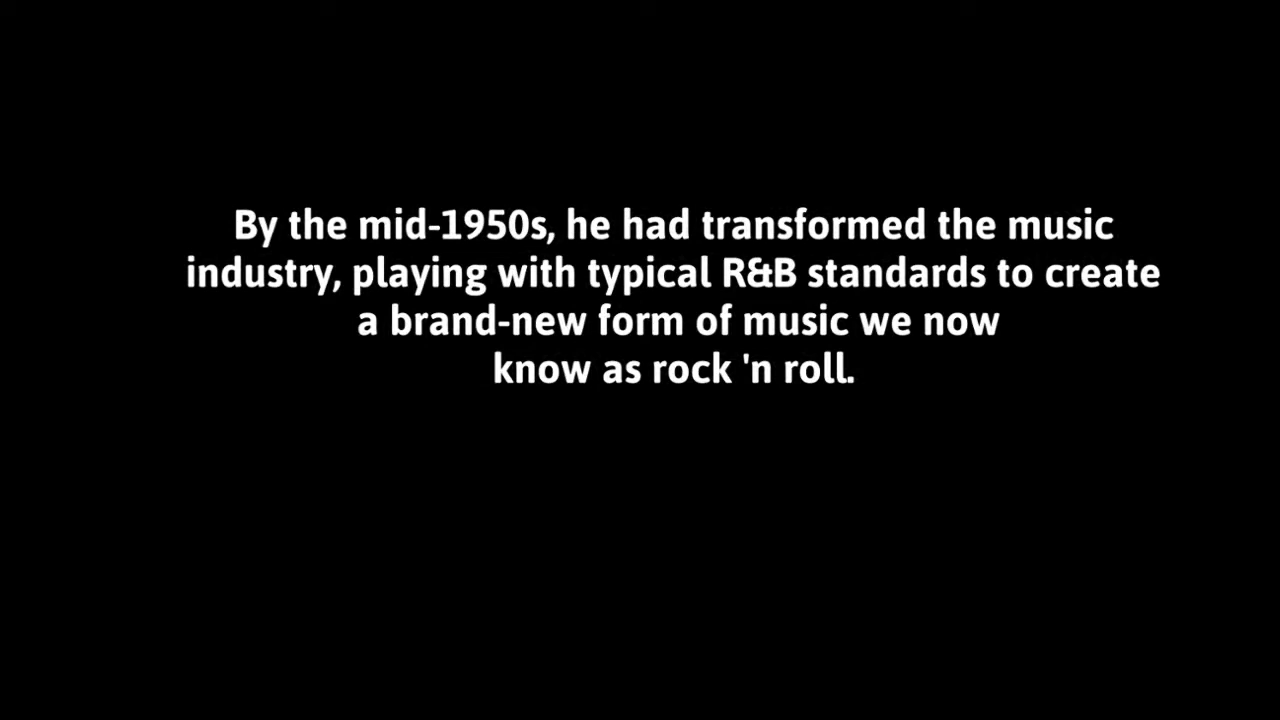 By the mid-1950s, he had transformed the music
industry, playing with typical R&B standards to create
a brand-new form of music we now
know as rock 'n roll.